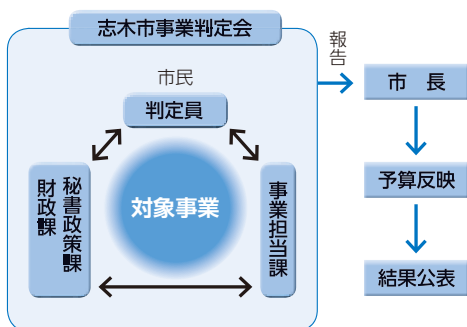 志木市事業判定会
市民
判定員
秘書政策課
財政課
対象事業
事業担当課
報告
市 長
予算反映
結果公表